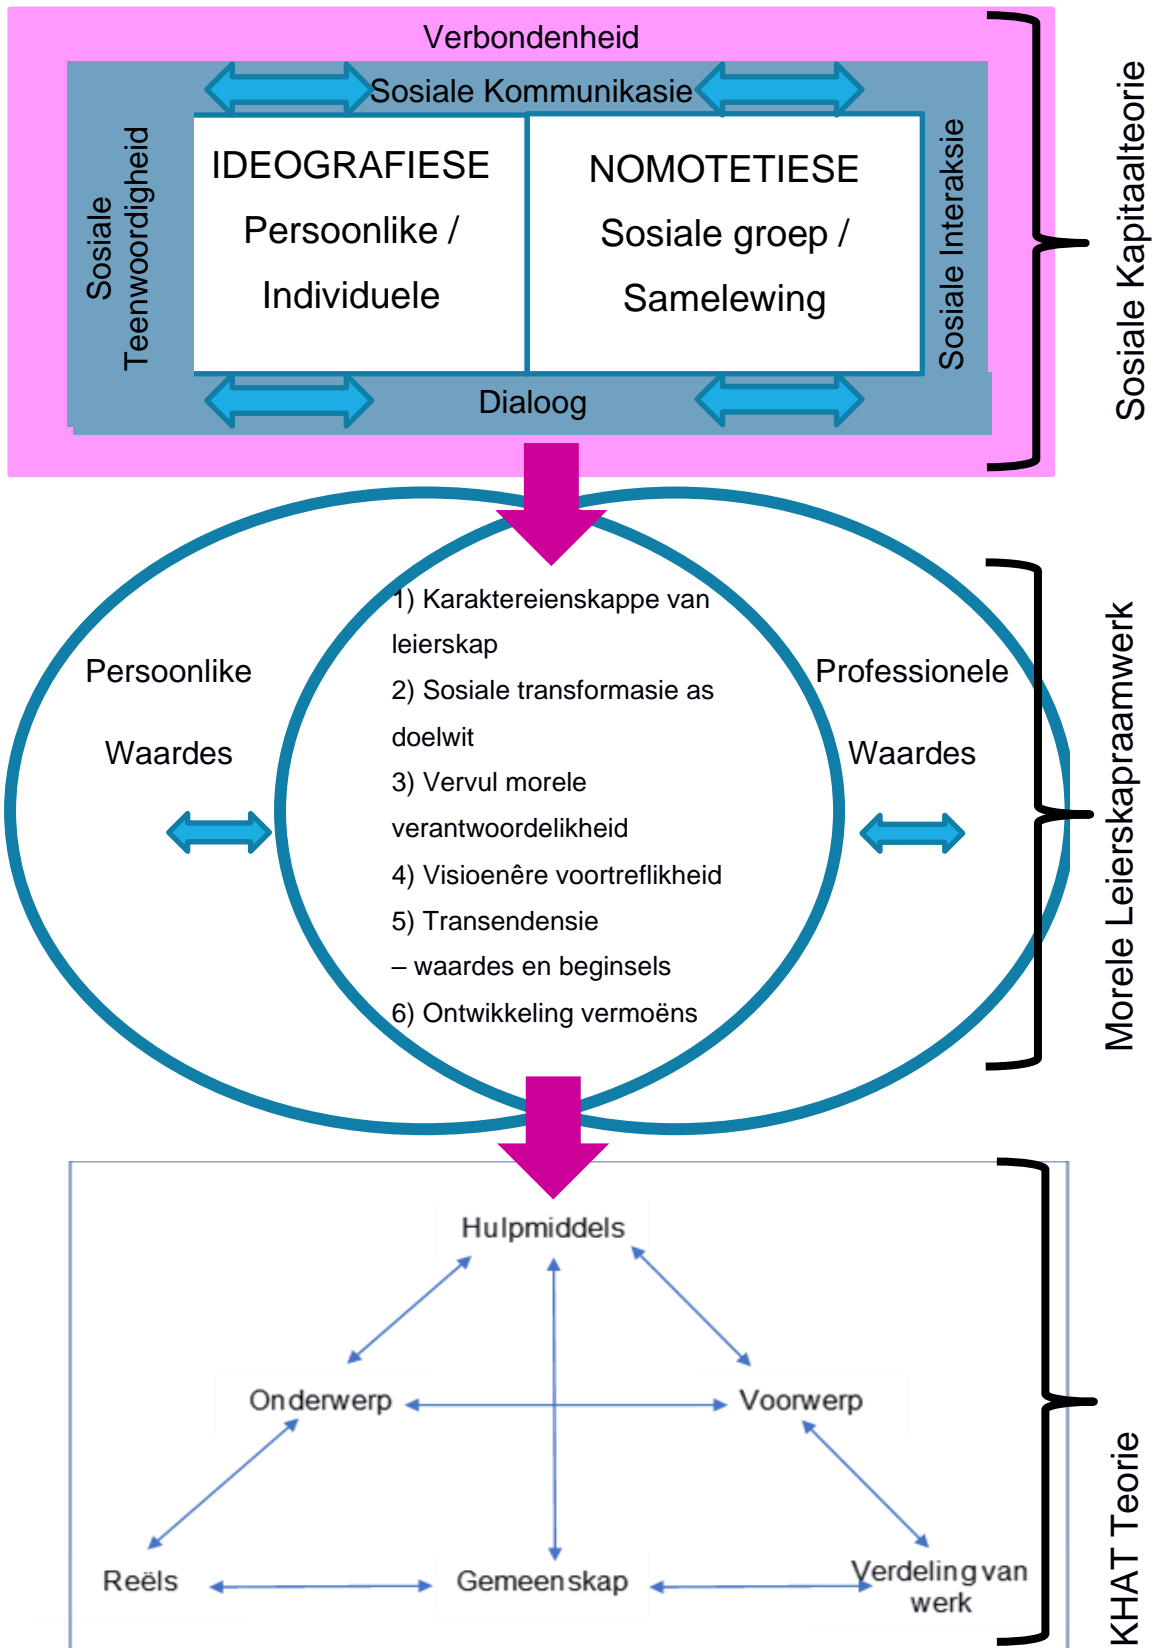 Verbondenheid
Sosiale Kommunikasie
Sosiale
Teenwoordigheid
IDEOGRAFIESE
Persoonlike /
Individuele
NOMOTETIESE
Sosiale groep /
Samelewing
Sosiale Interaksie
Dialoog
Sosiale Kapitaalteorie
Persoonlike
Waardes
1) Karaktereienskappe van
leierskap
2) Sosiale transformasie as
doelwit
3) Vervul morele
verantwoordelikheid
4) Visioenêre voortreflikheid
5) Transendensie
– waardes en beginsels
6) Ontwikkeling vermoëns
Professionele
Waardes
Morele Leierskapraamwerk
Hulpmiddels
Onderwerp
Voorwerp
Reëls
Gemeenskap
Verdeling van
werk
KHAT Teorie